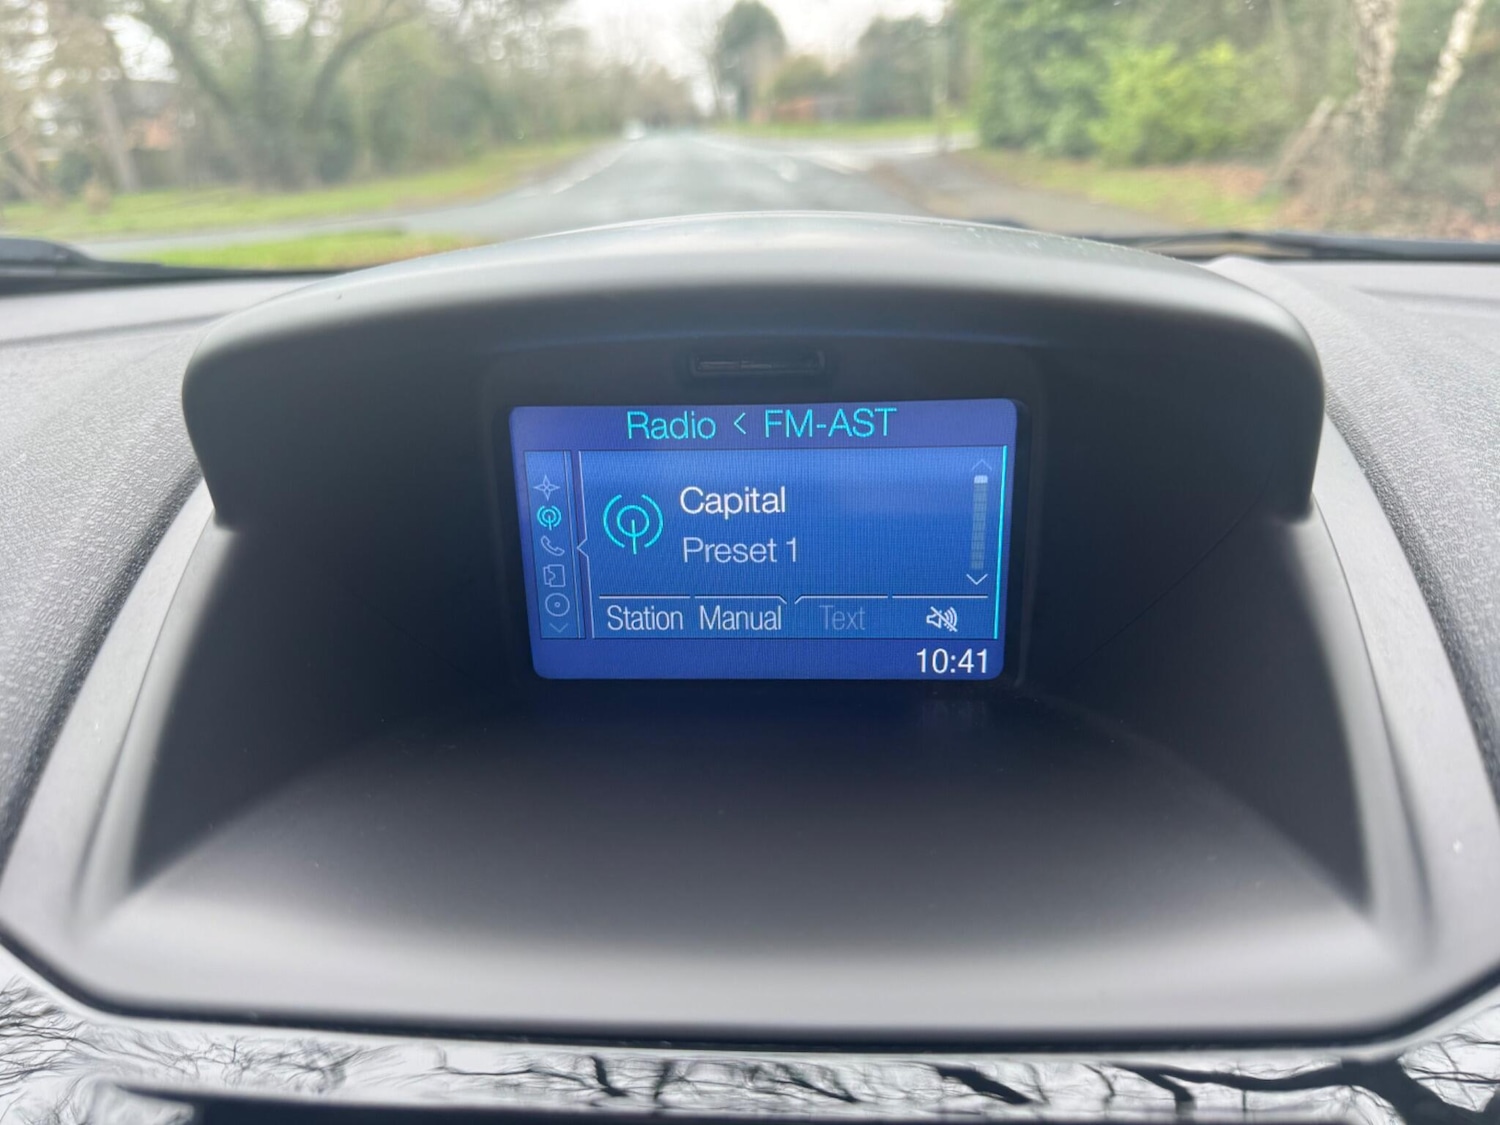 Radio < FM-AST
Capital
Preset 1
Station Manual Text
10:41